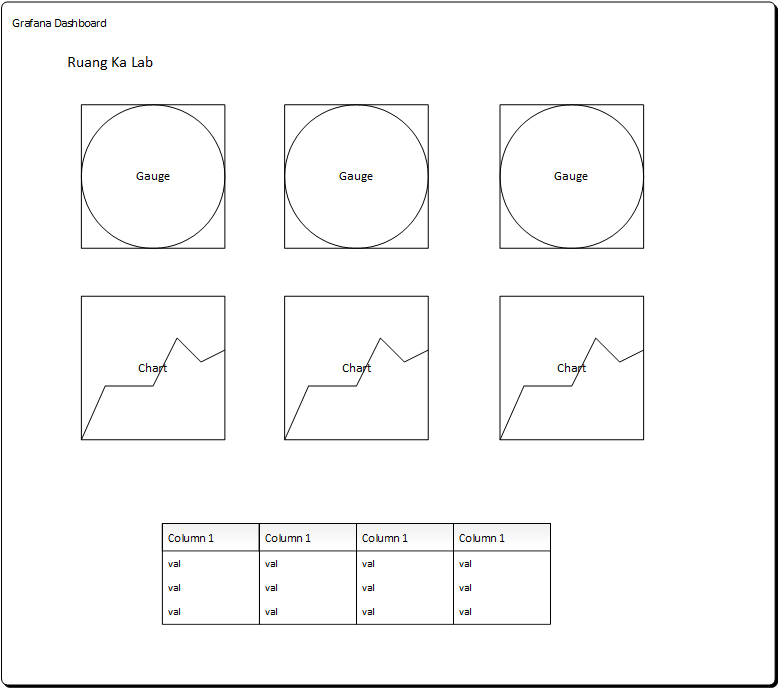 Grafana Dashboard
Ruang Ka Lab
Gauge Gauge Gauge
Chart Chart Chart
Column 1 Column 1 Column 1 Column 1
val val val val
val val val val
val val val val